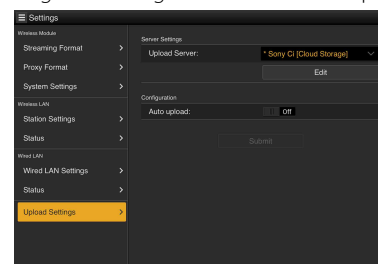 Settings
Wireless Module
Streaming Format
Proxy Format
System Settings
Wireless LAN
Station Settings
Status
Wired LAN
Wired LAN Settings
Status
Upload Settings
Server Settings
Upload Server:
* Sony Ci [Cloud Storage]
Edit
Configuration
Auto upload:
Off
Submit